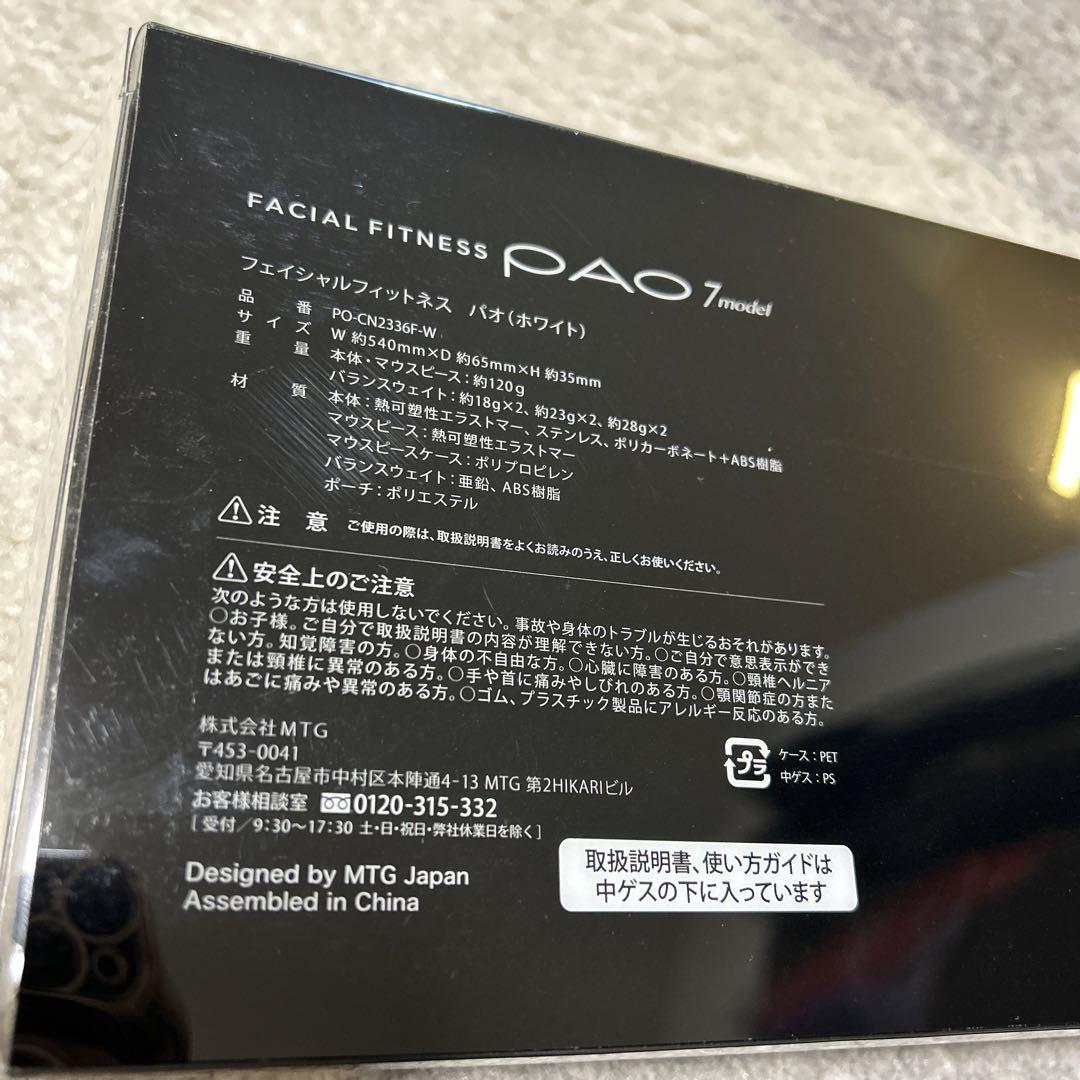 FACIAL FITNESS PAO 7model
フェイシャルフィットネス パオ(ホワイト)
品番 PO-CN2336F-W
サイズ W 約540mm×D 約65mm×H 約35mm
重量 本体・マウスピース:約120g
バランスウェイト:約18g×2、約23g×2、約28g×2
材質 本体:熱可塑性エラストマー、ステンレス、ポリカーボネート+ABS樹脂
マウスピース:熱可塑性エラストマー
マウスピースケース:ポリプロピレン
バランスウェイト:亜鉛、ABS樹脂
ポーチ:ポリエステル
⚠注意 ご使用の際は、取扱説明書をよくお読みのうえ、正しくお使いください。
⚠安全上のご注意
次のような方は使用しないでください。事故や身体のトラブルが生じるおそれがあります。
○お子様。ご自分で取扱説明書の内容が理解できない方。○ご自分で意思表示ができ
ない方。知覚障害の方。○身体の不自由な方。○心臓に障害のある方。○頸椎ヘルニア
または頸椎に異常のある方。○手や首に痛みやしびれのある方。○顎関節症の方また
はあごに痛みや異常のある方。○ゴム、プラスチック製品にアレルギー反応のある方。
株式会社MTG
〒453-0041
愛知県名古屋市中村区本陣通4-13 MTG 第2HIKARIビル
お客様相談室 0120-315-332
[受付/9:30〜17:30 土・日・祝日・弊社休業日を除く]
プラ
ケース:PET
中ゲス:PS
Designed by MTG Japan
Assembled in China
取扱説明書、使い方ガイドは
中ゲスの下に入っています